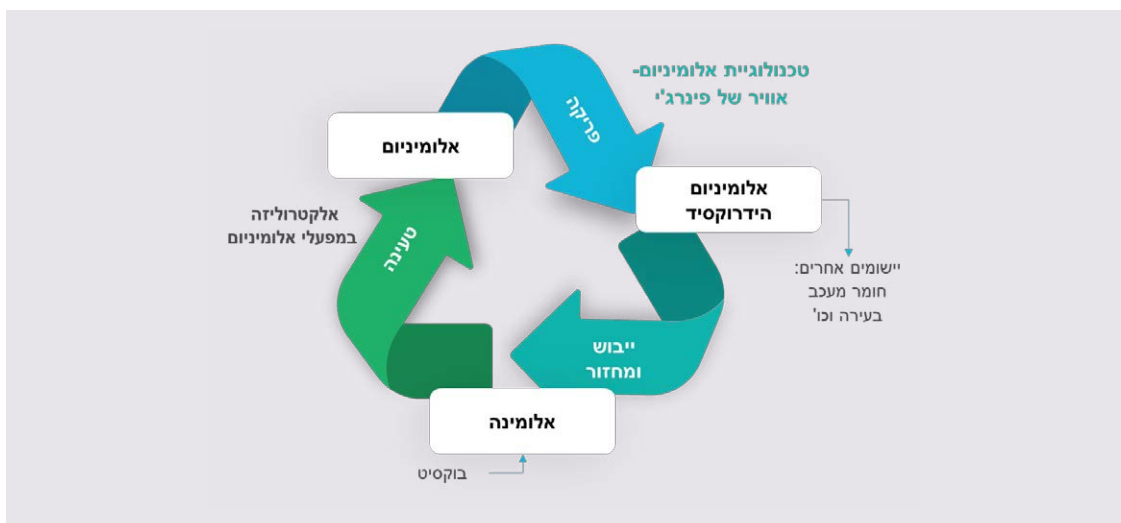 טכנולוגיית אלומיניום-
אוויר של פינרג'י
פריקה
אלומיניום
אלומיניום
הידרוקסיד
אלקטרוליזה
במפעלי אלומיניום
טעינה
יישומים אחרים:
חומר מעכב
בעירה וכו'
ייבוש
ומחזור
אלומינה
בוקסיט